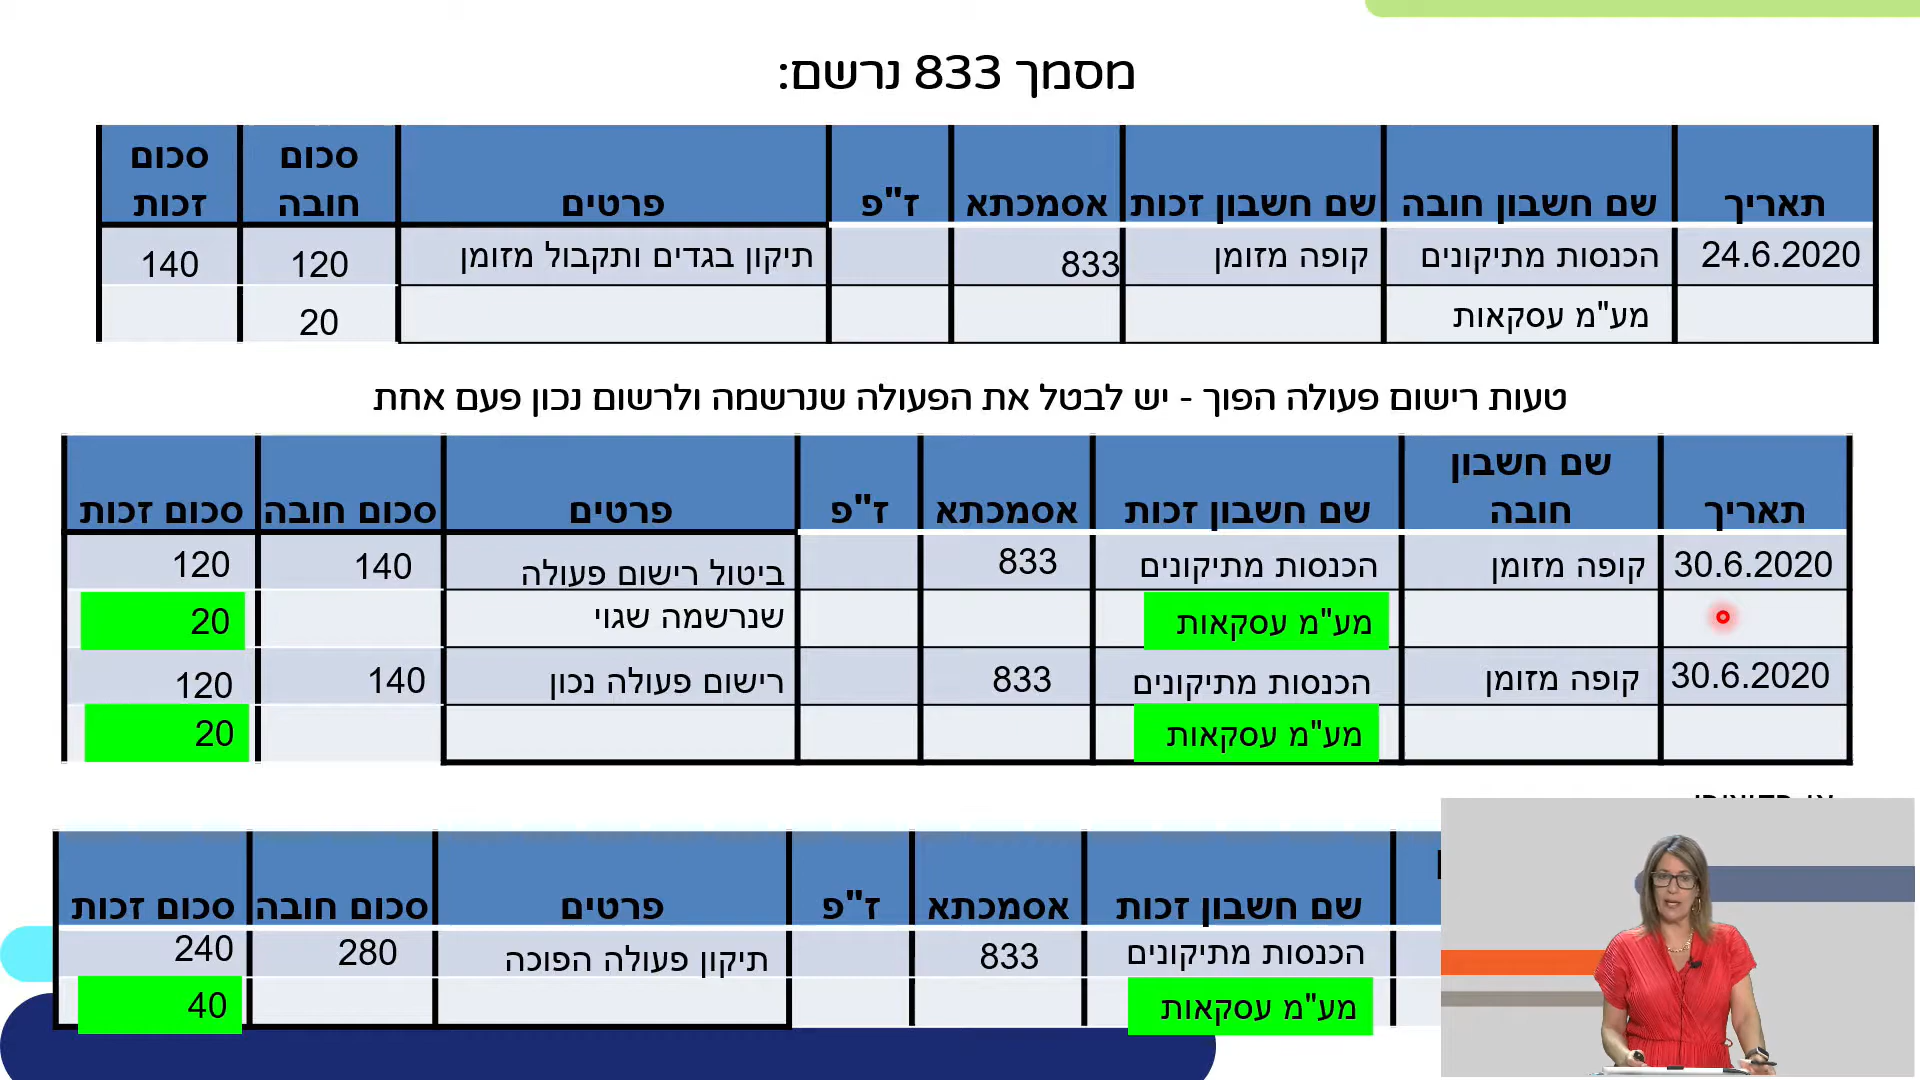 מסמך 833 נרשם:
תאריך שם חשבון חובה שם חשבון זכות אסמכתא ז"פ פרטים סכום חובה סכום זכות
24.6.2020 הכנסות מתיקונים קופה מזומן 833 תיקון בגדים ותקבול מזומן 120 140
מע"מ עסקאות 20
טעות רישום פעולה הפוך - יש לבטל את הפעולה שנרשמה ולרשום נכון פעם אחת
תאריך שם חשבון חובה שם חשבון זכות אסמכתא ז"פ פרטים סכום חובה סכום זכות
30.6.2020 קופה מזומן הכנסות מתיקונים 833 ביטול רישום פעולה 140 120
מע"מ עסקאות שנרשמה שגוי 20
30.6.2020 קופה מזומן הכנסות מתיקונים 833 רישום פעולה נכון 140 120
מע"מ עסקאות 20
שם חשבון זכות אסמכתא ז"פ פרטים סכום חובה סכום זכות
הכנסות מתיקונים 833 תיקון פעולה הפוכה 280 240
מע"מ עסקאות 40